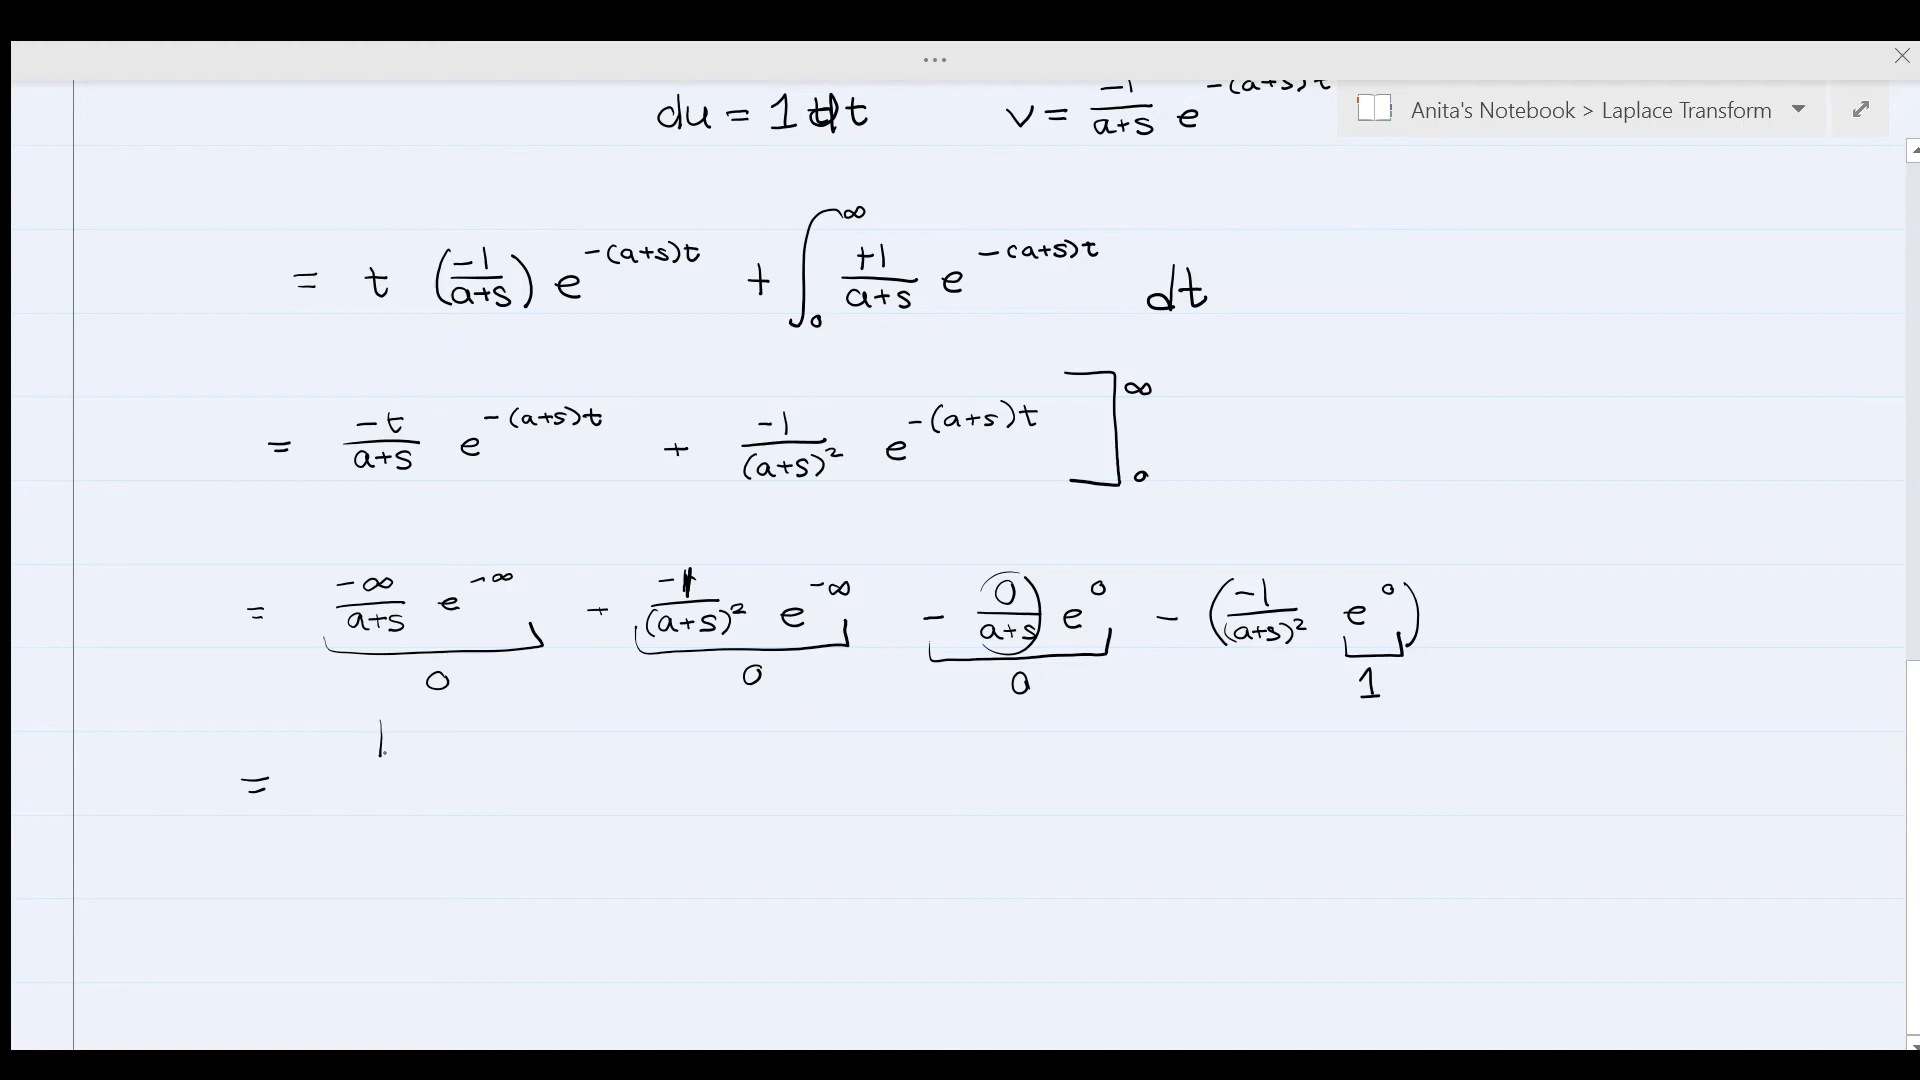 ...
Anita's Notebook > Laplace Transform
du = 1 dt v = -1/(a+s) e^-(a+s)t
= t (-1/(a+s)) e^-(a+s)t + ∫₀^∞ +1/(a+s) e^-(a+s)t dt
= -t/(a+s) e^-(a+s)t + -1/(a+s)² e^-(a+s)t ]₀^∞
= -∞/(a+s) e^-∞ + -1/(a+s)² e^-∞ - 0/(a+s) e^0 - (-1/(a+s)² e^0)
0 0 0 1
= 1